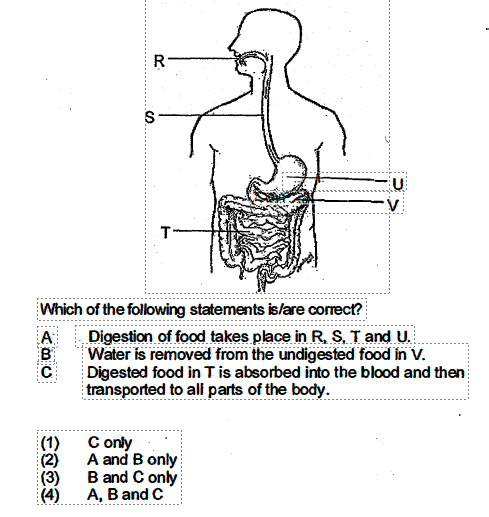 R
S
U
V
T
Which of the following statements is/are correct?
A Digestion of food takes place in R, S, T and U.
B Water is removed from the undigested food in V.
C Digested food in T is absorbed into the blood and then
transported to all parts of the body.
(1) C only
(2) A and B only
(3) B and C only
(4) A, B and C